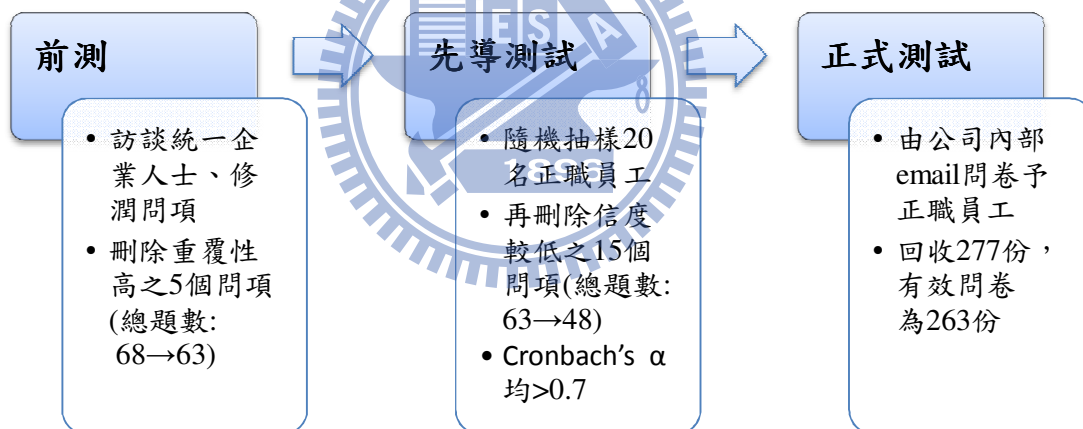 前測
• 訪談統一企
業人士、修
潤問項
• 刪除重覆性
高之5個問項
(總題數:
68→63)
先導測試
• 隨機抽樣20
名正職員工
• 再刪除信度
較低之15個
問項(總題數:
63→48)
• Cronbach's α
均>0.7
正式測試
• 由公司內部
email問卷予
正職員工
• 回收277份，
有效問卷
為263份
ES A
1896